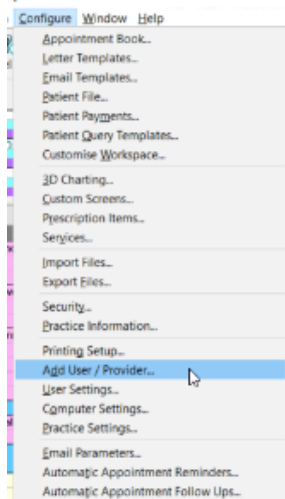 Configure Window Help
Appointment Book...
Letter Templates...
Email Templates...
Patient File...
Patient Payments...
Patient Query Templates...
Customise Workspace...
3D Charting...
Custom Screens...
Prescription Items...
Services...
Import Files...
Export Files...
Security...
Practice Information...
Printing Setup...
Add User / Provider...
User Settings...
Computer Settings...
Practice Settings...
Email Parameters...
Automatic Appointment Reminders...
Automatic Appointment Follow Ups...